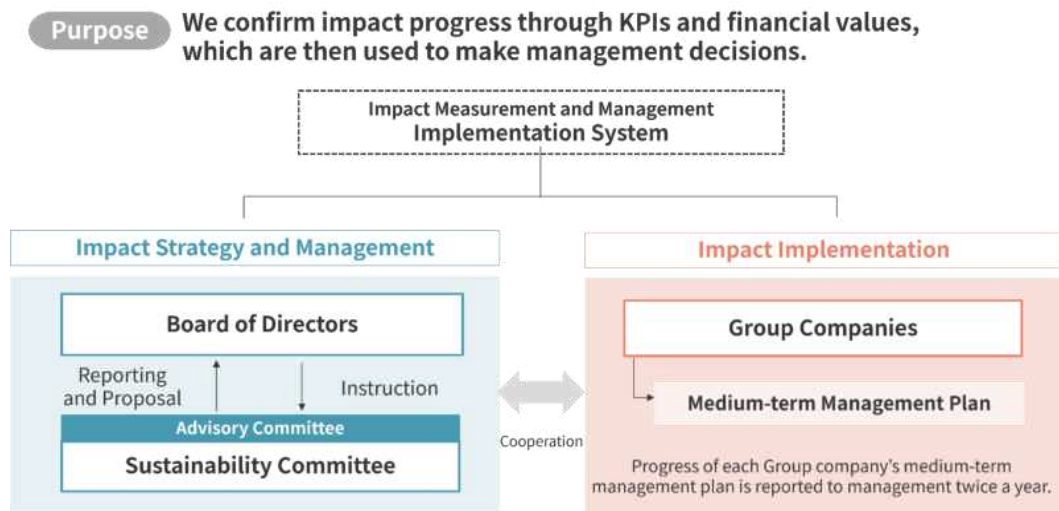 Purpose
We confirm impact progress through KPIs and financial values,
which are then used to make management decisions.
Impact Measurement and Management
Implementation System
Impact Strategy and Management
Board of Directors
Reporting
and Proposal
Instruction
Advisory Committee
Sustainability Committee
Cooperation
Impact Implementation
Group Companies
Medium-term Management Plan
Progress of each Group company's medium-term
management plan is reported to management twice a year.